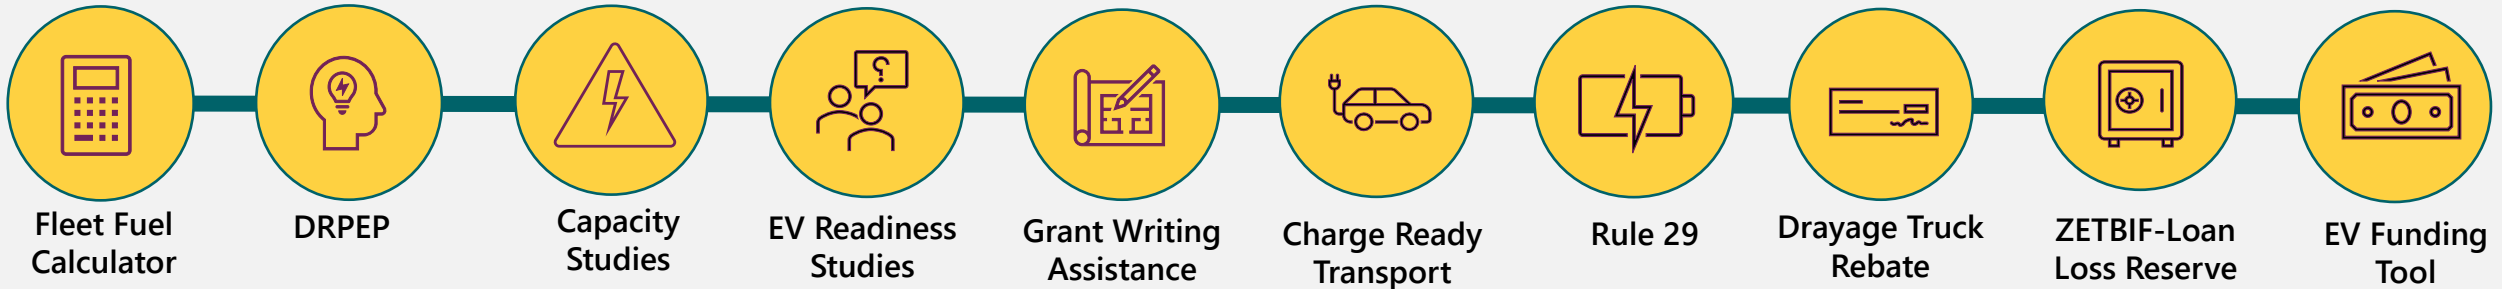 Fleet Fuel
Calculator
DRPEP
Capacity
Studies
EV Readiness
Studies
Grant Writing
Assistance
Charge Ready
Transport
Rule 29
Drayage Truck
Rebate
ZETBIF-Loan
Loss Reserve
EV Funding
Tool